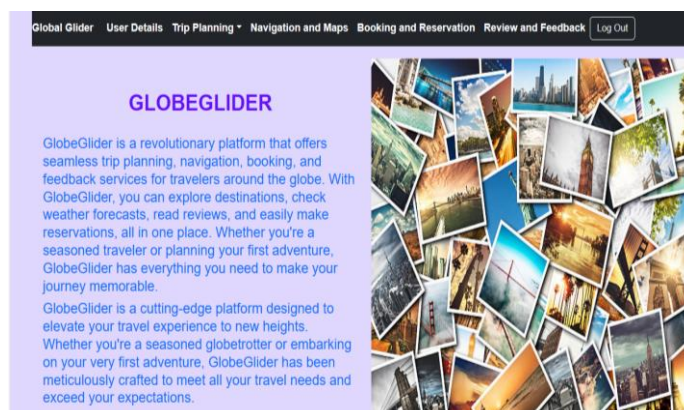 Global Glider User Details Trip Planning Navigation and Maps Booking and Reservation Review and Feedback Log Out
GLOBEGLIDER
GlobeGlider is a revolutionary platform that offers
seamless trip planning, navigation, booking, and
feedback services for travelers around the globe. With
GlobeGlider, you can explore destinations, check
weather forecasts, read reviews, and easily make
reservations, all in one place. Whether you're a
seasoned traveler or planning your first adventure,
GlobeGlider has everything you need to make your
journey memorable.
GlobeGlider is a cutting-edge platform designed to
elevate your travel experience to new heights.
Whether you're a seasoned globetrotter or embarking
on your very first adventure, GlobeGlider has been
meticulously crafted to meet all your travel needs and
exceed your expectations.